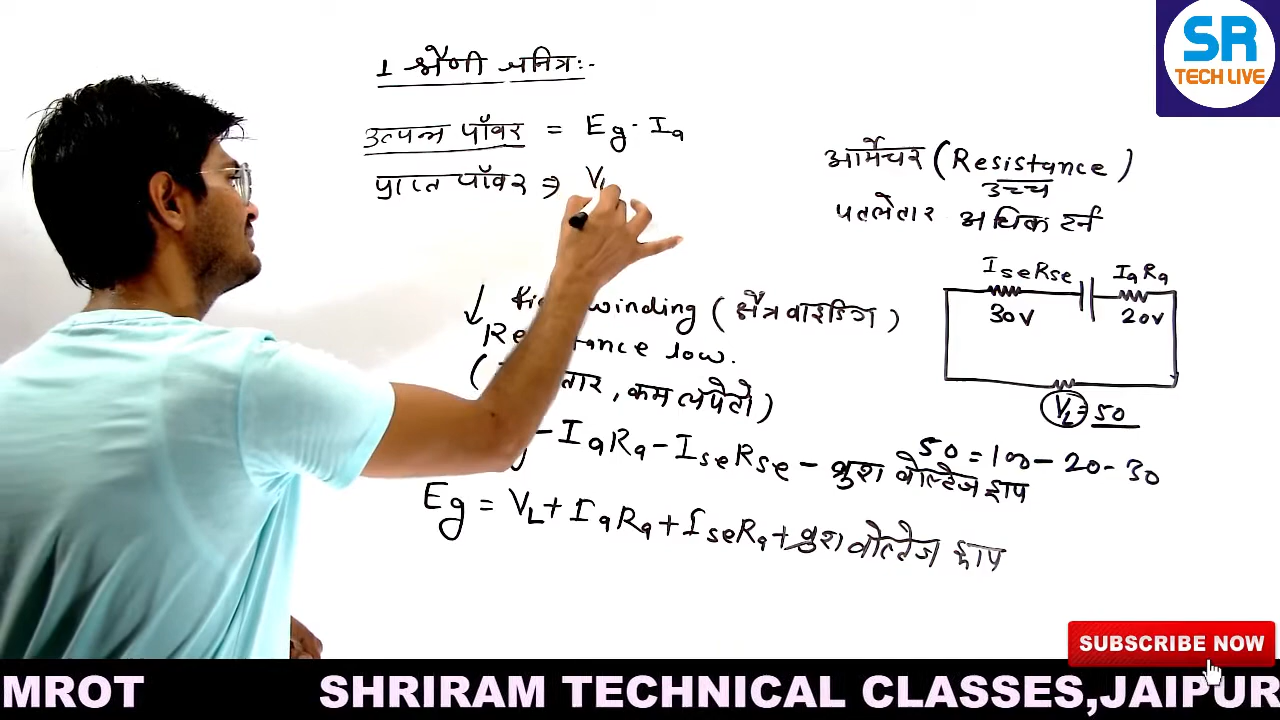 1 श्रेणी जनित्र:-
उत्पन्न पॉवर = Eg · Ia
प्राप्त पॉवर ⇒ VL
आर्मेचर (Resistance)
उच्च
पतले तार अधिक टर्न
IseRse IaRa
30V 20V
VL = 50
winding (क्षेत्र वाइडिंग)
low.
तार, कम लपेटो)
- IaRa - IseRse - ब्रुश वोल्टेज ड्राप
50 = 100 - 20 - 30
Eg = VL + IaRa + IseRa + ब्रुश वोल्टेज ड्राप
SR
TECH LIVE
SUBSCRIBE NOW
MROT SHRIRAM TECHNICAL CLASSES,JAIPUR